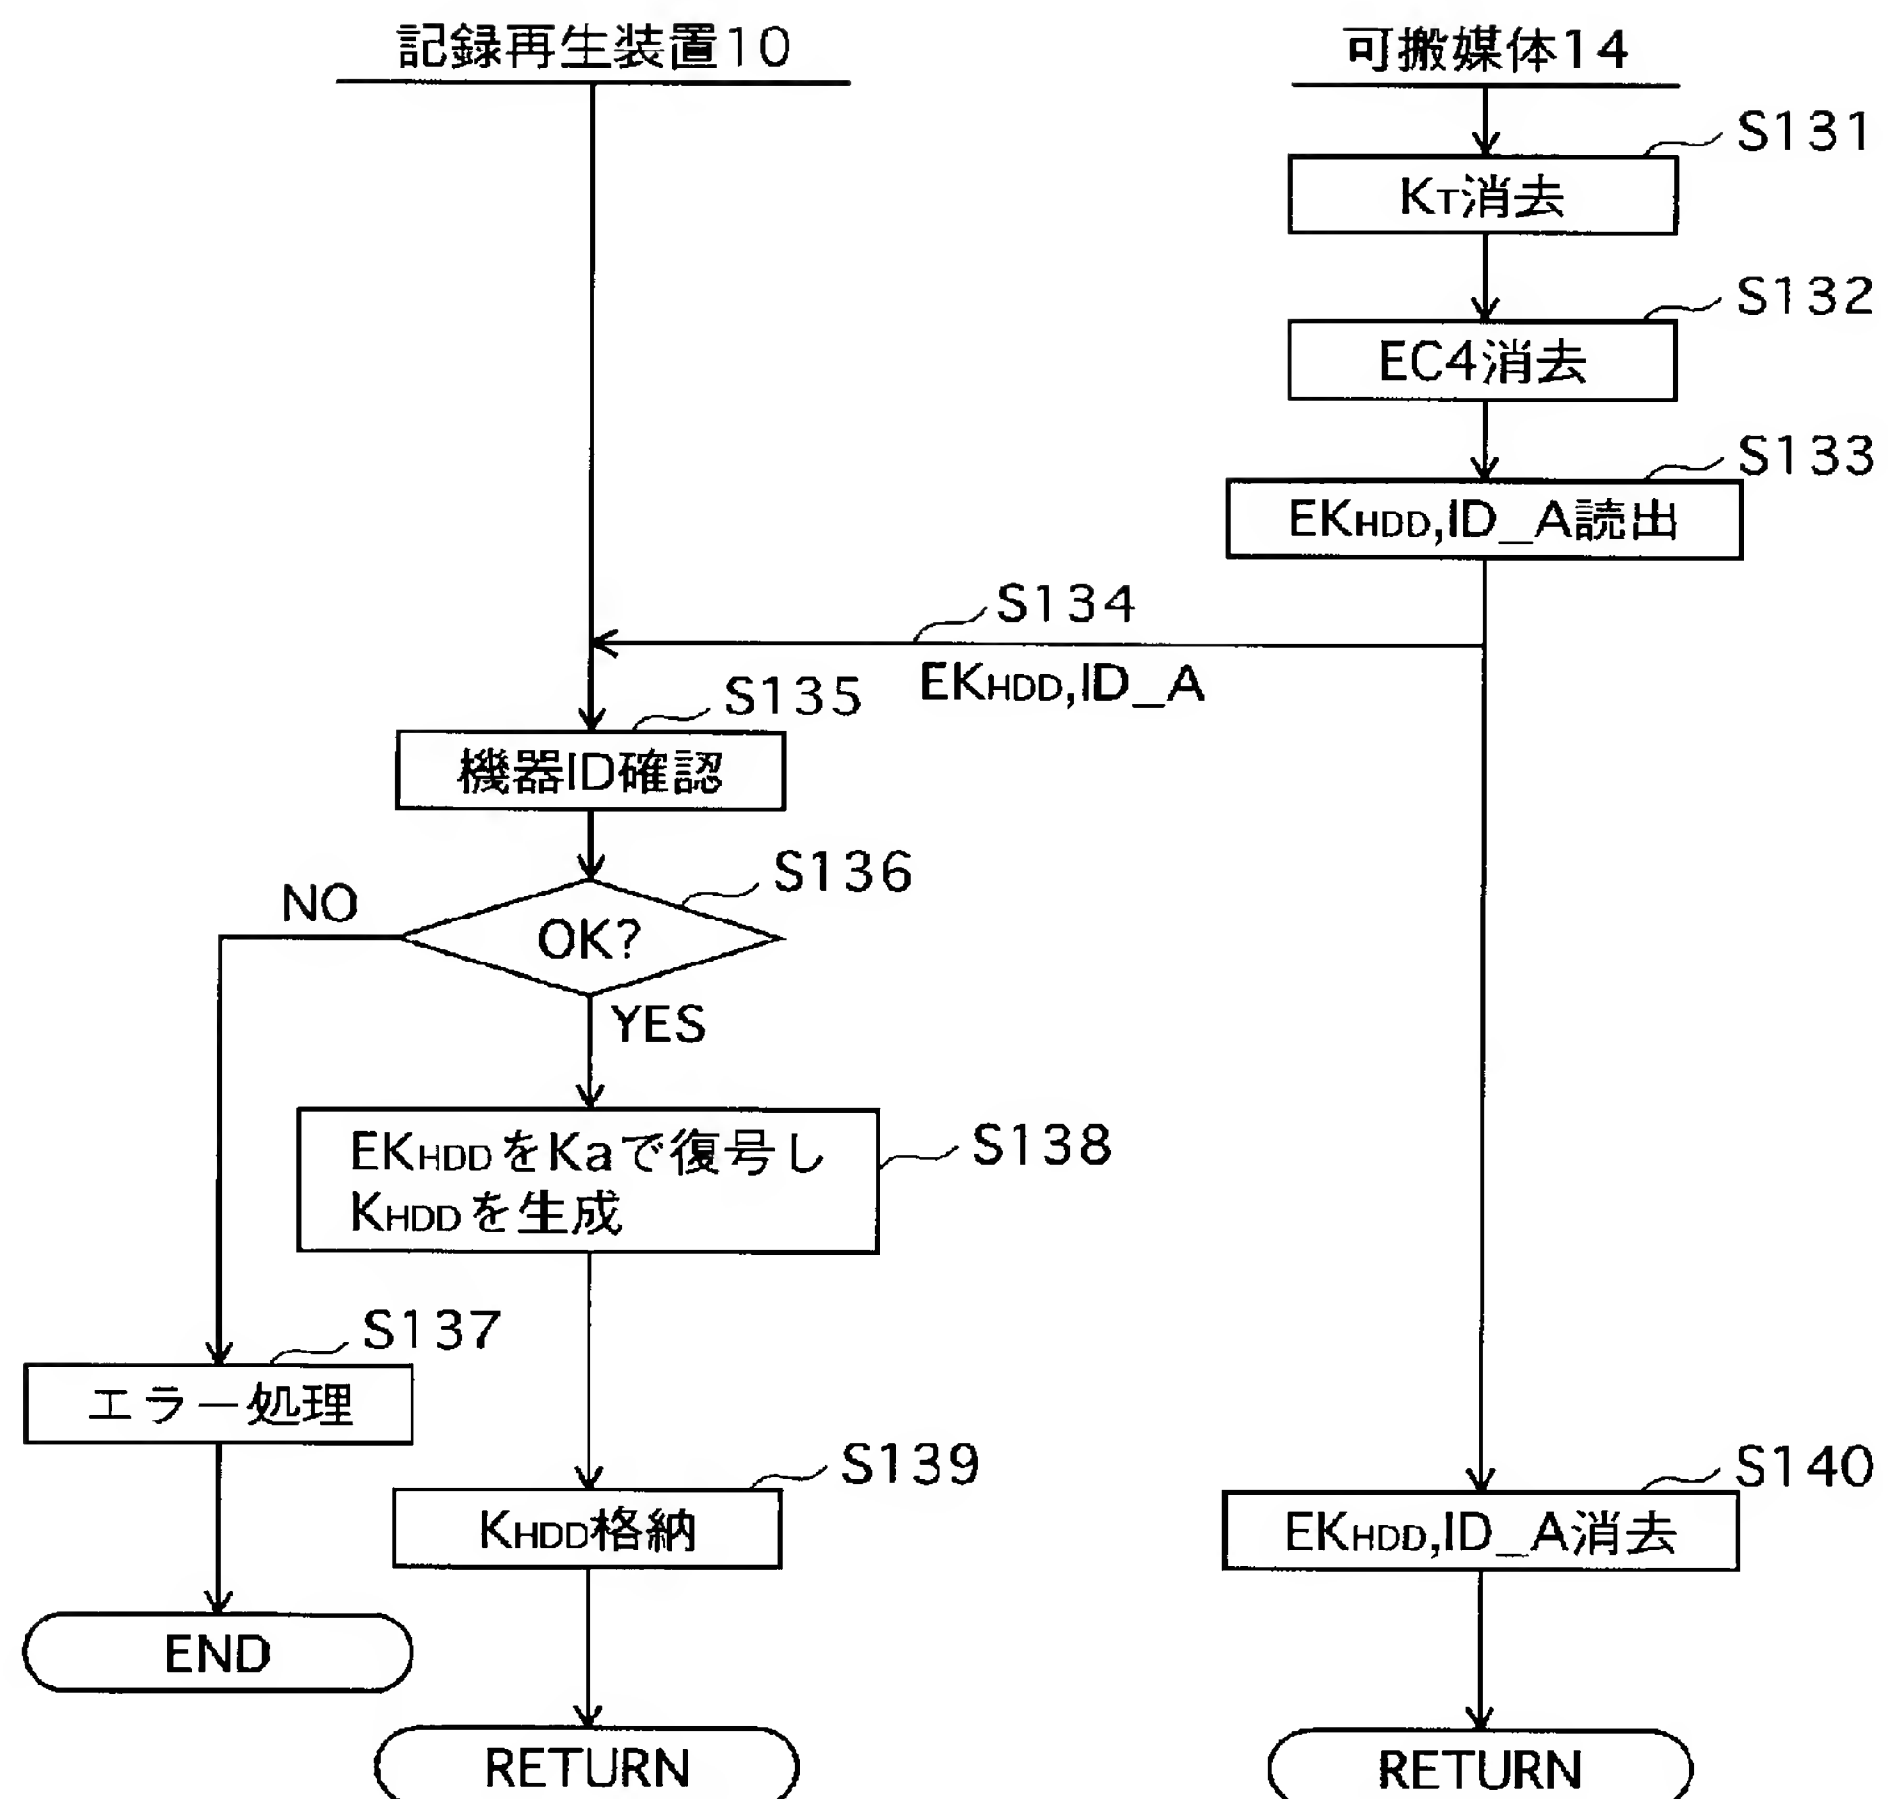 記録再生装置10
可搬媒体14
S131
KT消去
S132
EC4消去
S133
EKHDD,ID_A読出
S134
EKHDD,ID_A
S135
機器ID確認
S136
NO
OK?
YES
EKHDDをKaで復号し
KHDDを生成
S138
S137
エラー処理
S139
KHDD格納
S140
EKHDD,ID_A消去
END
RETURN
RETURN